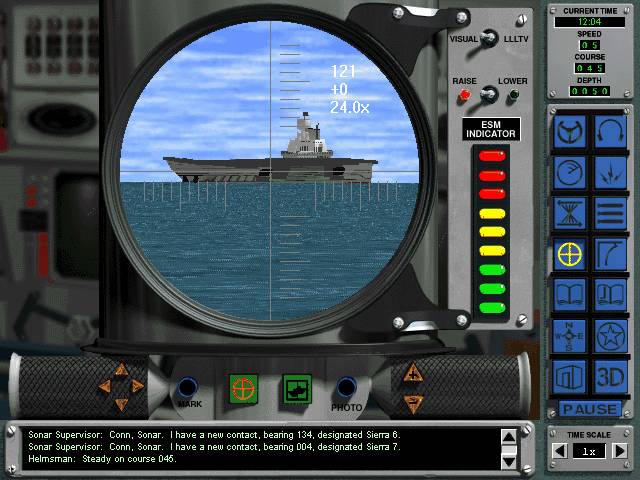 121
+0
24.0x
VISUAL
LLLTV
RAISE
LOWER
ESM
INDICATOR
MARK
PHOTO
Sonar Supervisor: Conn, Sonar. I have a new contact, bearing 134, designated Sierra 6.
Sonar Supervisor: Conn, Sonar. I have a new contact, bearing 004, designated Sierra 7.
Helmsman: Steady on course 045.
CURRENT TIME
12:04
SPEED
05
COURSE
045
DEPTH
0050
N
W E
S
3D
PAUSE
TIME SCALE
1x